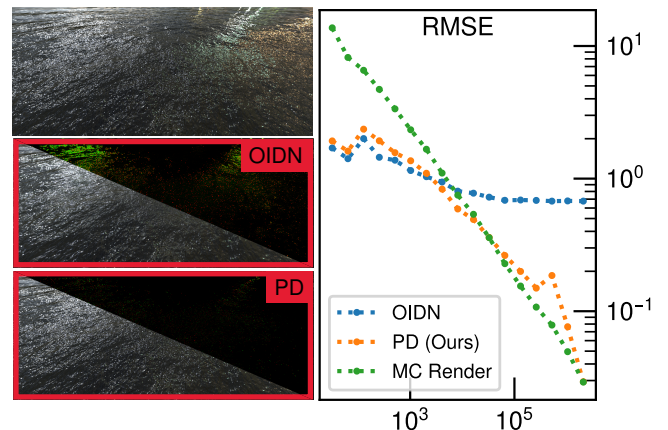 RMSE
OIDN
PD
10^1
10^0
10^-1
OIDN
PD (Ours)
MC Render
10^3
10^5